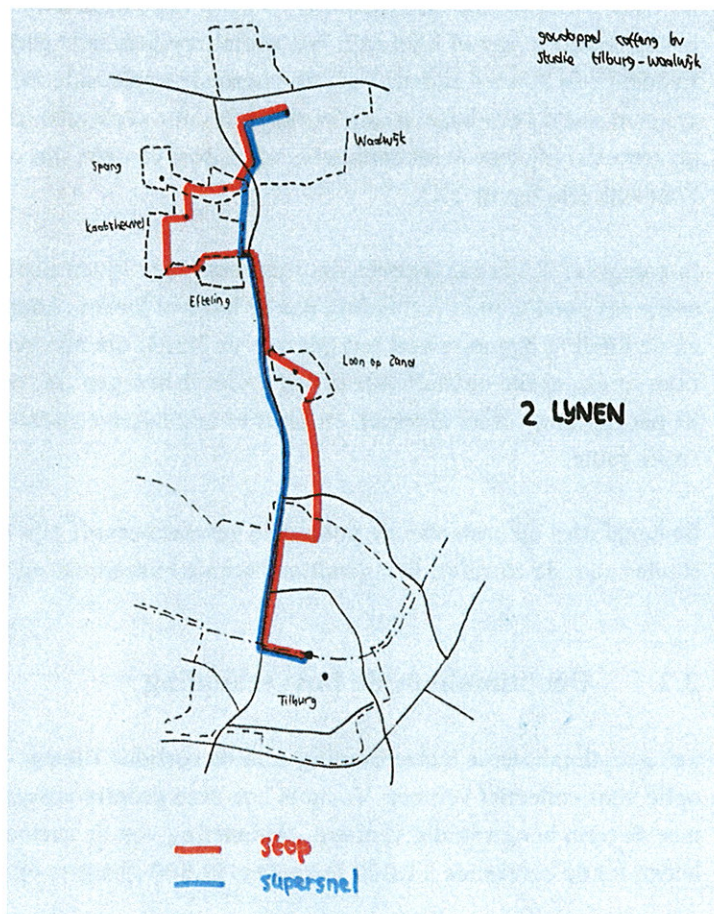 goudappel coffeng bv
studie tilburg-waalwijk
Waalwijk
Sprang
Kaatsheuvel
Efteling
Loon op Zand
2 LYNEN
Tilburg
stop
supersnel